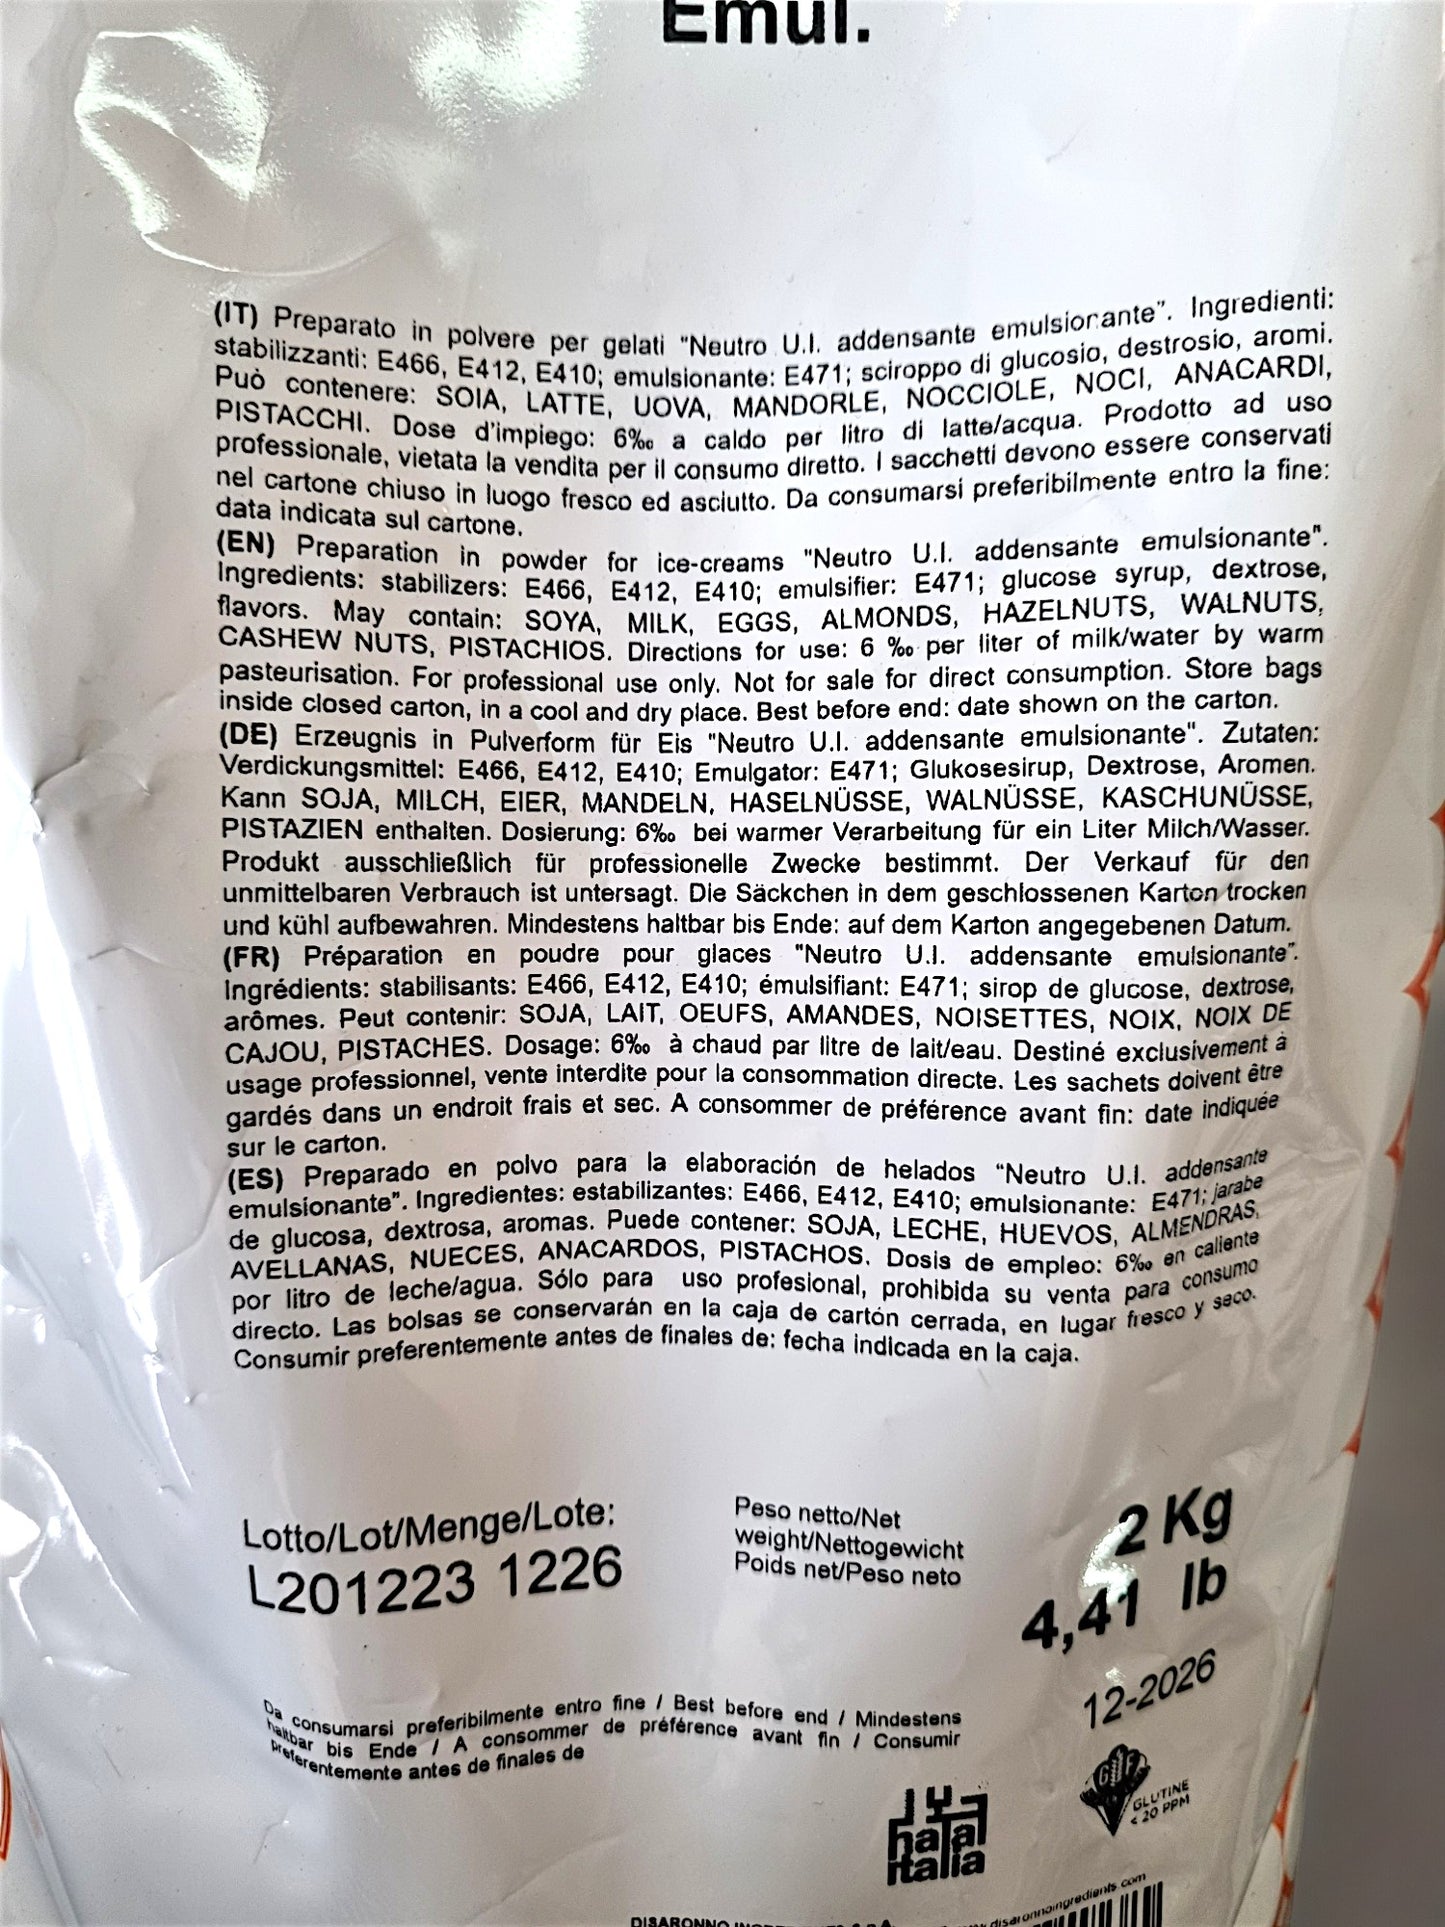 Emul.
(IT) Preparato in polvere per gelati "Neutro U.I. addensante emulsionante". Ingredienti:
stabilizzanti: E466, E412, E410; emulsionante: E471; sciroppo di glucosio, destrosio, aromi.
Può contenere: SOIA, LATTE, UOVA, MANDORLE, NOCCIOLE, NOCI, ANACARDI,
PISTACCHI. Dose d'impiego: 6‰ a caldo per litro di latte/acqua. Prodotto ad uso
professionale, vietata la vendita per il consumo diretto. I sacchetti devono essere conservati
nel cartone chiuso in luogo fresco ed asciutto. Da consumarsi preferibilmente entro la fine:
data indicata sul cartone.
(EN) Preparation in powder for ice-creams "Neutro U.I. addensante emulsionante".
Ingredients: stabilizers: E466, E412, E410; emulsifier: E471; glucose syrup, dextrose,
flavors. May contain: SOYA, MILK, EGGS, ALMONDS, HAZELNUTS, WALNUTS,
CASHEW NUTS, PISTACHIOS. Directions for use: 6 ‰ per liter of milk/water by warm
pasteurisation. For professional use only. Not for sale for direct consumption. Store bags
inside closed carton, in a cool and dry place. Best before end: date shown on the carton.
(DE) Erzeugnis in Pulverform für Eis "Neutro U.I. addensante emulsionante". Zutaten:
Verdickungsmittel: E466, E412, E410; Emulgator: E471; Glukosesirup, Dextrose, Aromen.
Kann SOJA, MILCH, EIER, MANDELN, HASELNÜSSE, WALNÜSSE, KASCHUNÜSSE,
PISTAZIEN enthalten. Dosierung: 6‰ bei warmer Verarbeitung für ein Liter Milch/Wasser.
Produkt ausschließlich für professionelle Zwecke bestimmt. Der Verkauf für den
unmittelbaren Verbrauch ist untersagt. Die Säckchen in dem geschlossenen Karton trocken
und kühl aufbewahren. Mindestens haltbar bis Ende: auf dem Karton angegebenen Datum.
(FR) Préparation en poudre pour glaces "Neutro U.I. addensante emulsionante".
Ingrédients: stabilisants: E466, E412, E410; émulsifiant: E471; sirop de glucose, dextrose,
arômes. Peut contenir: SOJA, LAIT, OEUFS, AMANDES, NOISETTES, NOIX, NOIX DE
CAJOU, PISTACHES. Dosage: 6‰ à chaud par litre de lait/eau. Destiné exclusivement à
usage professionnel, vente interdite pour la consommation directe. Les sachets doivent être
gardés dans un endroit frais et sec. A consommer de préférence avant fin: date indiquée
sur le carton.
(ES) Preparado en polvo para la elaboración de helados "Neutro U.I. addensante
emulsionante". Ingredientes: estabilizantes: E466, E412, E410; emulsionante: E471; jarabe
de glucosa, dextrosa, aromas. Puede contener: SOJA, LECHE, HUEVOS, ALMENDRAS,
AVELLANAS, NUECES, ANACARDOS, PISTACHOS. Dosis de empleo: 6‰ en caliente
por litro de leche/agua. Sólo para uso profesional, prohibida su venta para consumo
directo. Las bolsas se conservarán en la caja de cartón cerrada, en lugar fresco y seco.
Consumir preferentemente antes de finales de: fecha indicada en la caja.
Lotto/Lot/Menge/Lote:
L201223 1226
Peso netto/Net
weight/Nettogewicht
Poids net/Peso neto
2 Kg
4,41 lb
12-2026
Da consumarsi preferibilmente entro fine / Best before end / Mindestens
haltbar bis Ende / A consommer de préférence avant fin / Consumir
preferentemente antes de finales de
halal
italia
GF
GLUTINE
< 20 PPM
DISARONNO
disaronnoingredients.com